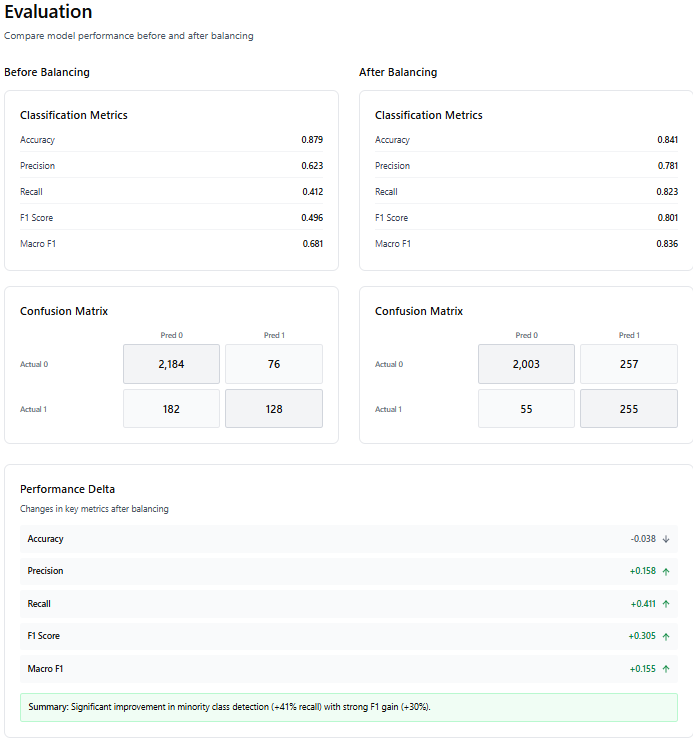 Evaluation
Compare model performance before and after balancing
Before Balancing
Classification Metrics
Accuracy 0.879
Precision 0.623
Recall 0.412
F1 Score 0.496
Macro F1 0.681
Confusion Matrix
Pred 0 Pred 1
Actual 0 2,184 76
Actual 1 182 128
After Balancing
Classification Metrics
Accuracy 0.841
Precision 0.781
Recall 0.823
F1 Score 0.801
Macro F1 0.836
Confusion Matrix
Pred 0 Pred 1
Actual 0 2,003 257
Actual 1 55 255
Performance Delta
Changes in key metrics after balancing
Accuracy -0.038 ↓
Precision +0.158 ↑
Recall +0.411 ↑
F1 Score +0.305 ↑
Macro F1 +0.155 ↑
Summary: Significant improvement in minority class detection (+41% recall) with strong F1 gain (+30%).